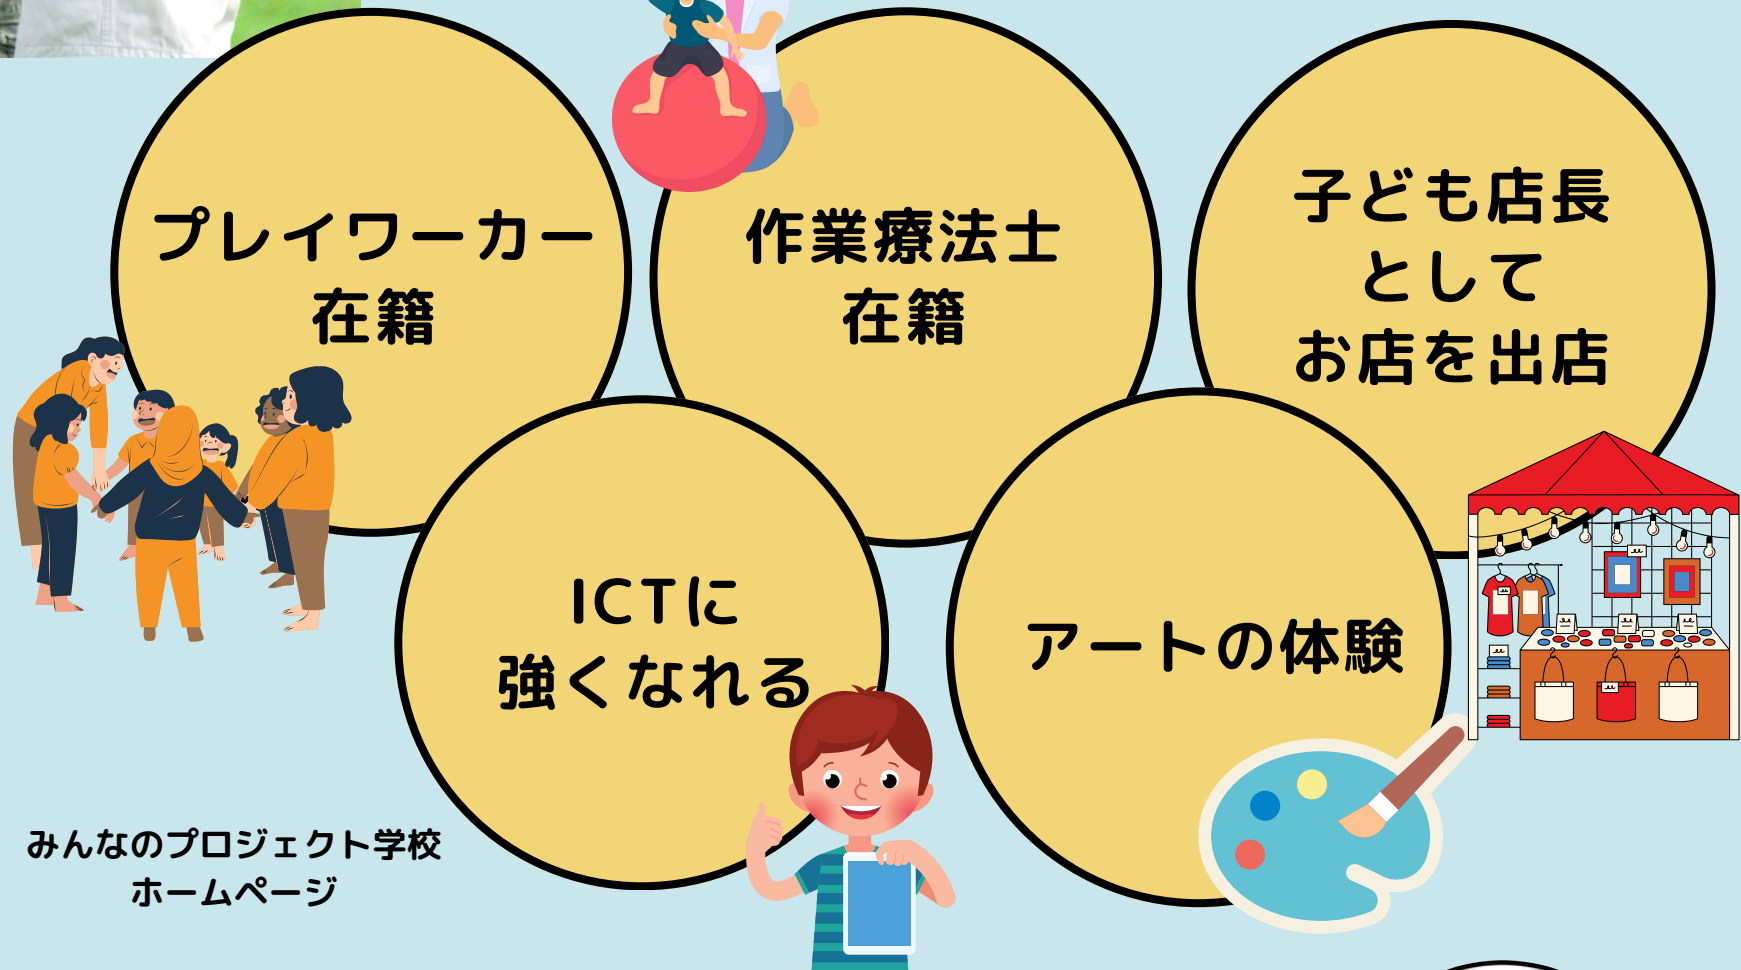 プレイワーカー
在籍
作業療法士
在籍
子ども店長
として
お店を出店
ICTに
強くなれる
アートの体験
みんなのプロジェクト学校
ホームページ